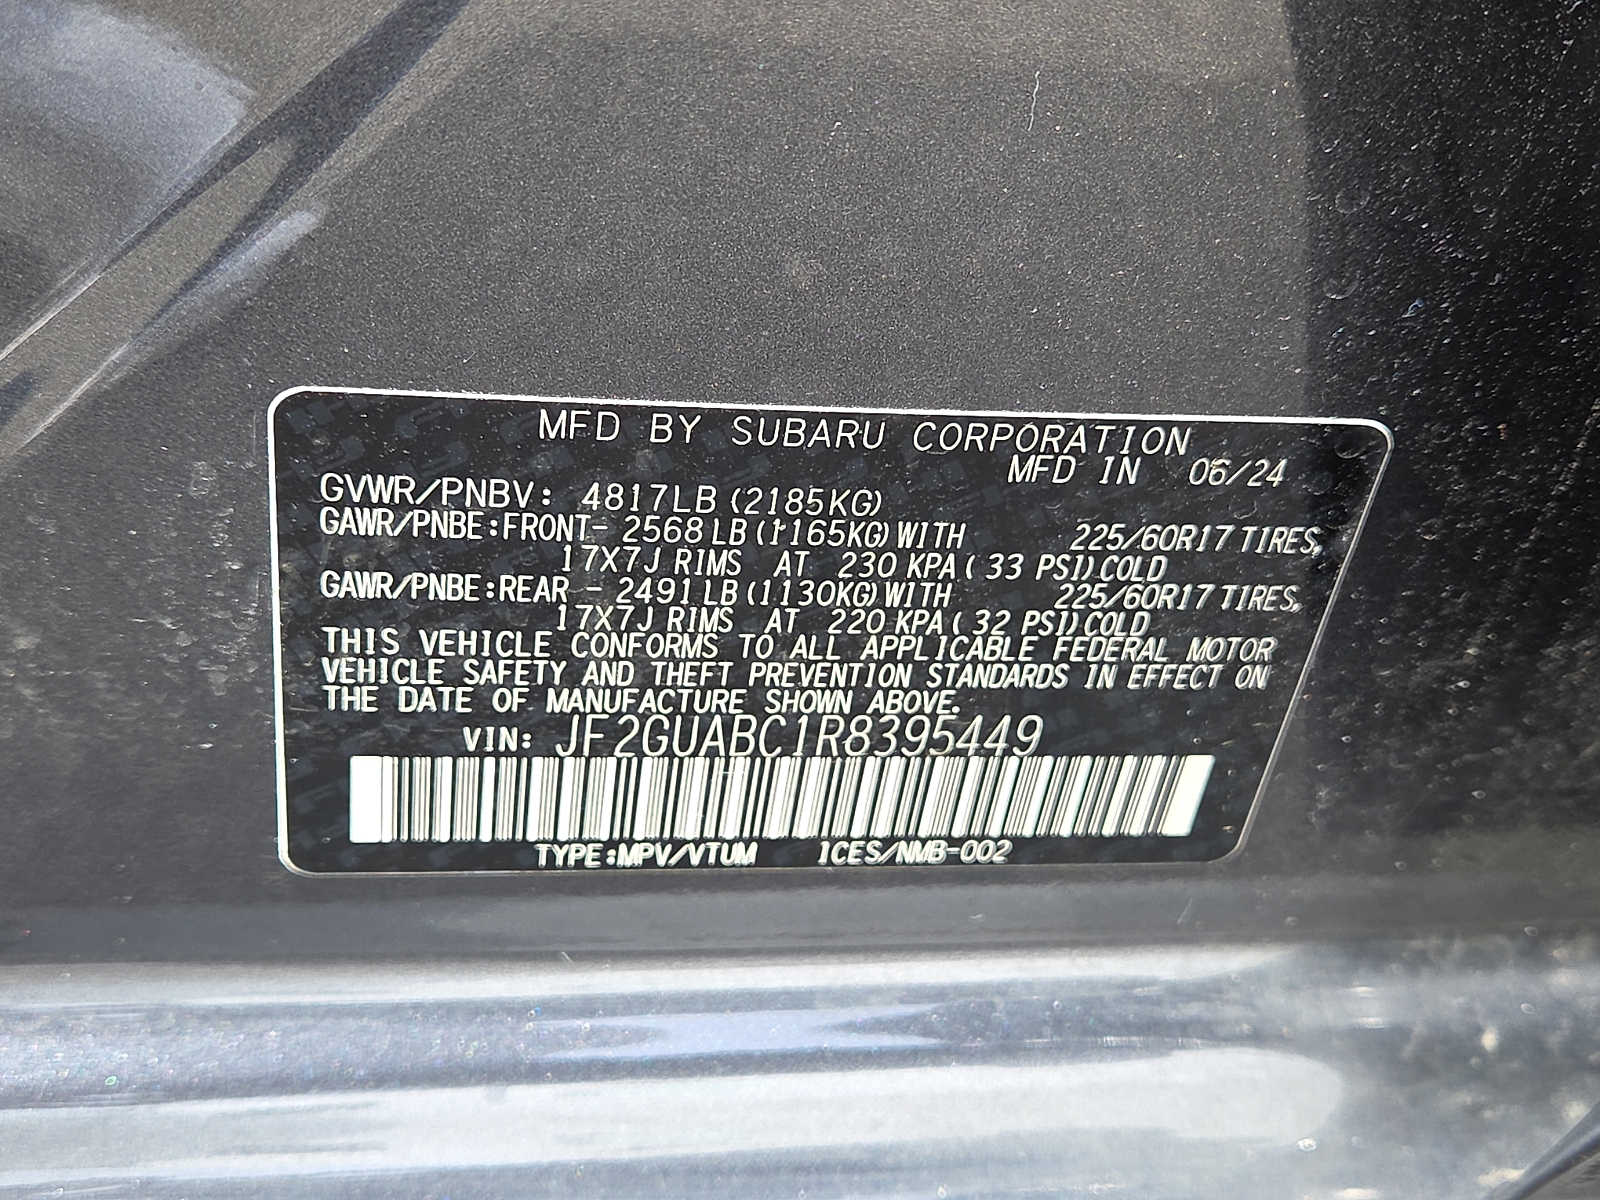 MFD BY SUBARU CORPORATION
MFD IN 06/24
GVWR/PNBV: 4817LB (2185KG)
GAWR/PNBE:FRONT- 2568 LB (1165KG) WITH 225/60R17 TIRES,
17X7J RIMS AT 230 KPA ( 33 PSI) COLD
GAWR/PNBE:REAR - 2491 LB (1130KG) WITH 225/60R17 TIRES,
17X7J RIMS AT 220 KPA ( 32 PSI) COLD
THIS VEHICLE CONFORMS TO ALL APPLICABLE FEDERAL MOTOR
VEHICLE SAFETY AND THEFT PREVENTION STANDARDS IN EFFECT ON
THE DATE OF MANUFACTURE SHOWN ABOVE.
VIN: JF2GUABC1R8395449
TYPE:MPV/VTUM ICES/NMB-002